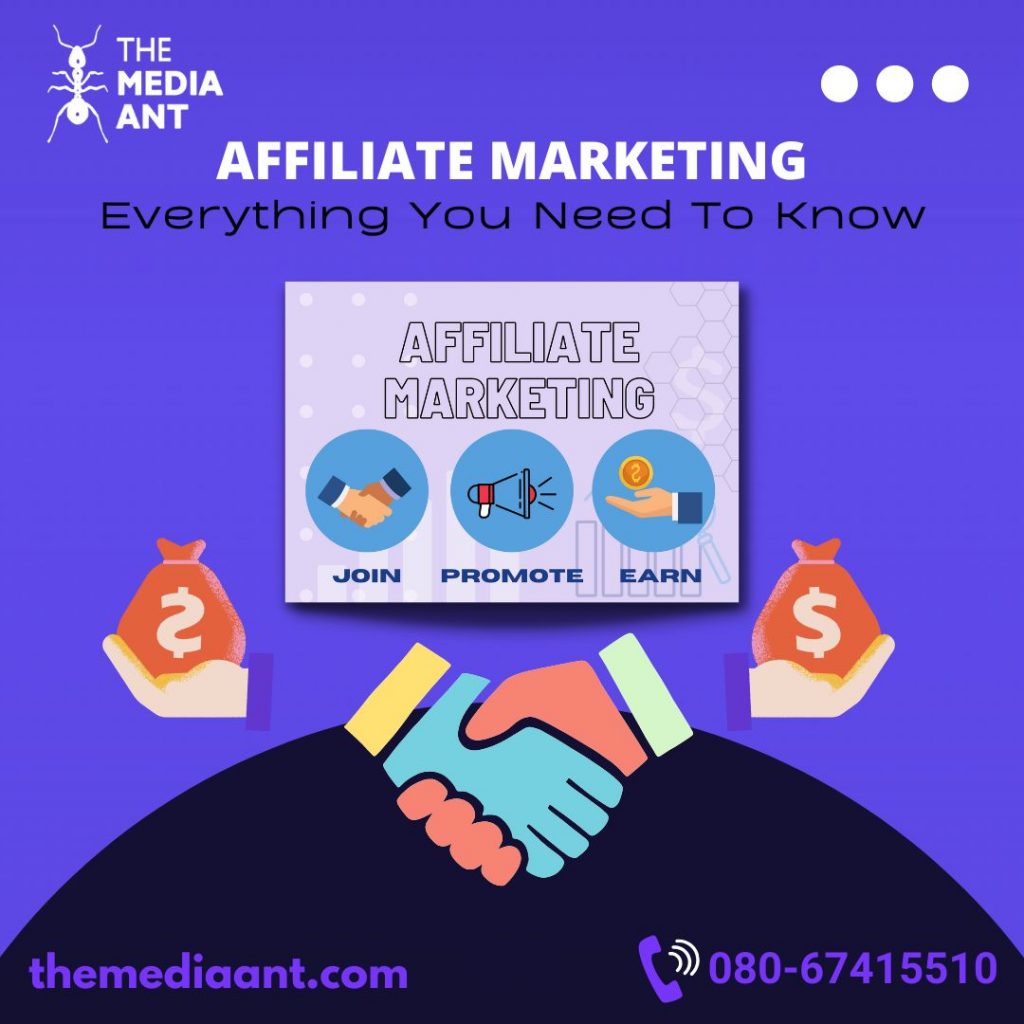 THE
MEDIA
ANT
AFFILIATE MARKETING
Everything You Need To Know
AFFILIATE
MARKETING
JOIN PROMOTE EARN
$ $
themediaant.com 080-67415510